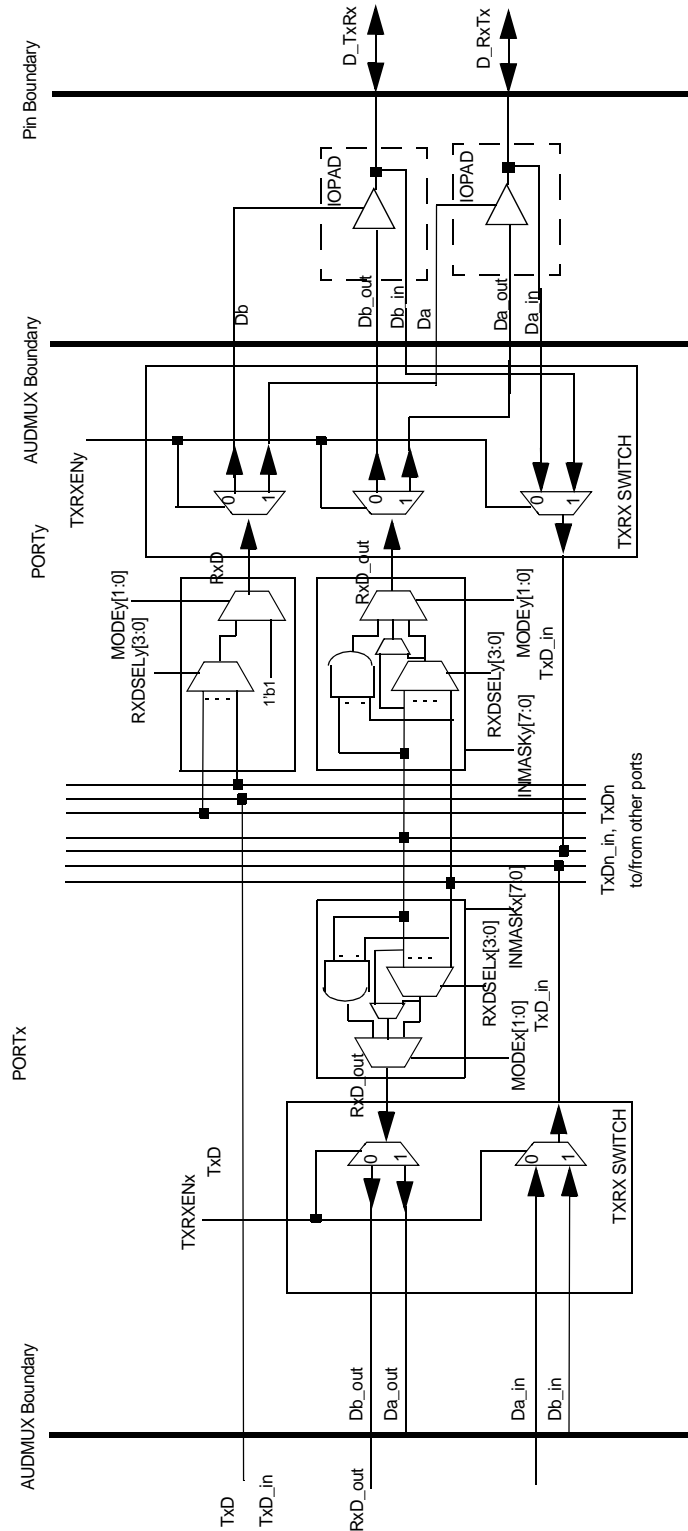 AUDMUX Boundary
PORTx
PORTy
AUDMUX Boundary
Pin Boundary
TxD
TxD_in
TXRXENx
TxD
RxD_out
Db_out
Da_out
Da_in
Db_in
0
1
0
1
TXRX SWITCH
RxD_out
MODEx[1:0]
TxD_in
RXDSELx[3:0]
INMASKx[7:0]
TxDn_in, TxDn
to/from other ports
INMASKy[7:0]
RXDSELy[3:0]
MODEy[1:0]
TxD_in
RXDSELy[3:0]
MODEy[1:0]
1'b1
RxD
RxD_out
TXRXENy
0
1
0
1
0
1
TXRX SWITCH
Db
Db_out
Db_in
Da
Da_out
Da_in
IOPAD
IOPAD
D_TxRx
D_RxTx